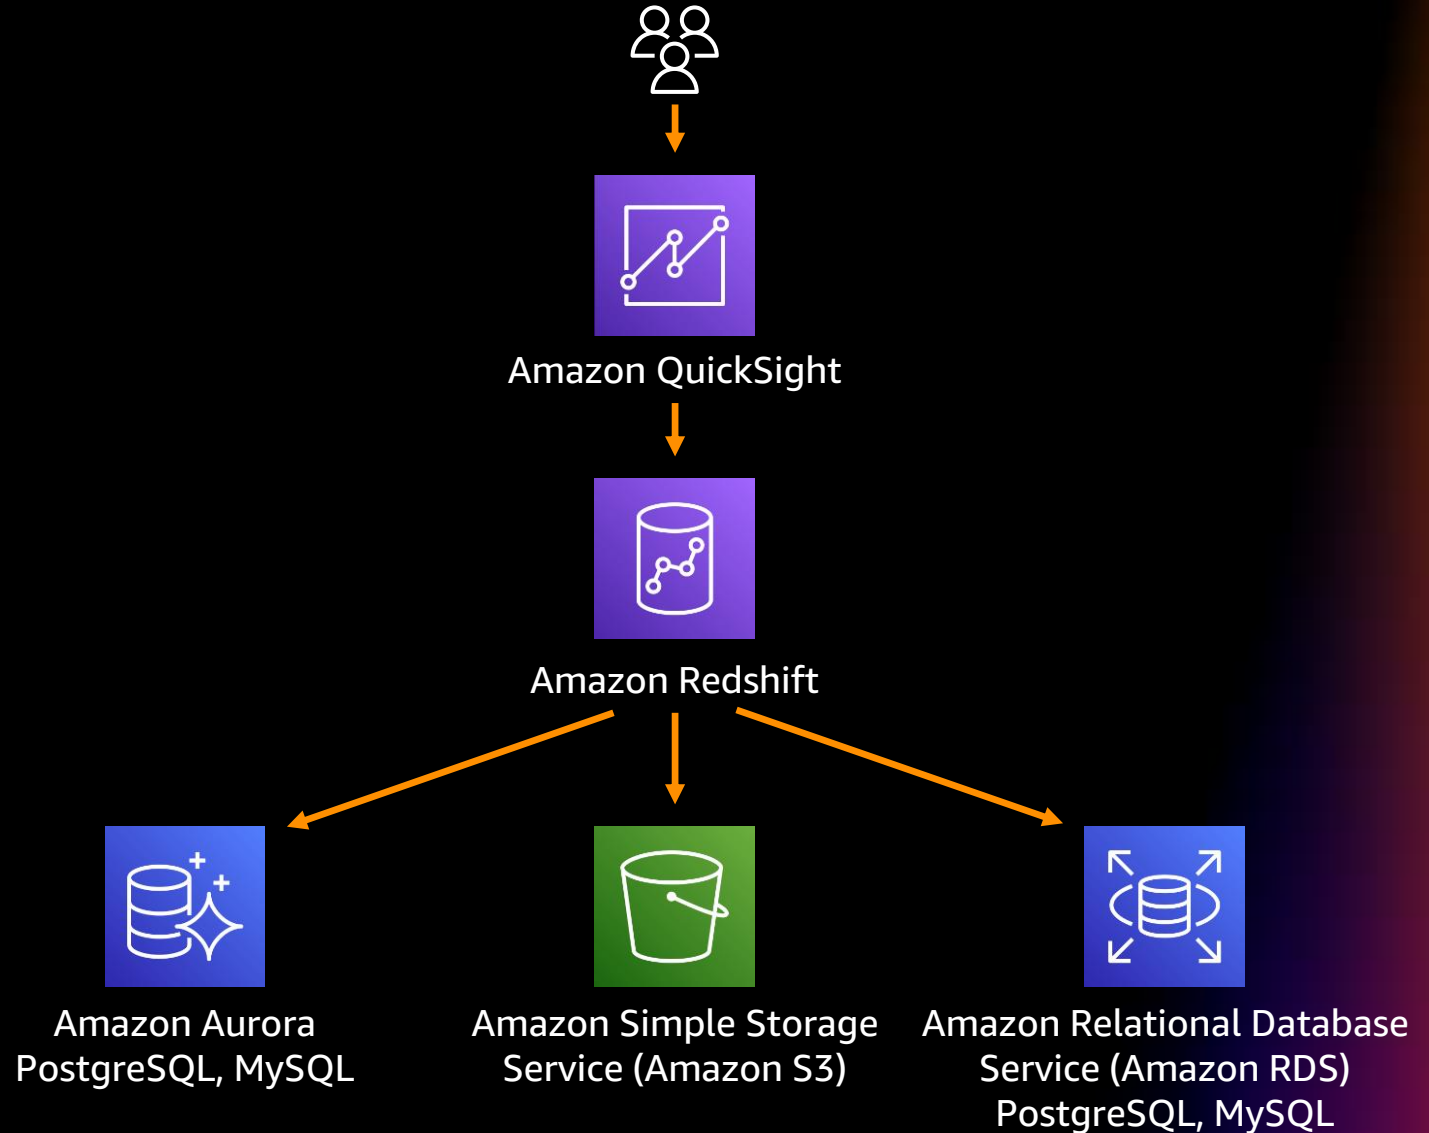 Amazon QuickSight
Amazon Redshift
Amazon Aurora
PostgreSQL, MySQL
Amazon Simple Storage
Service (Amazon S3)
Amazon Relational Database
Service (Amazon RDS)
PostgreSQL, MySQL